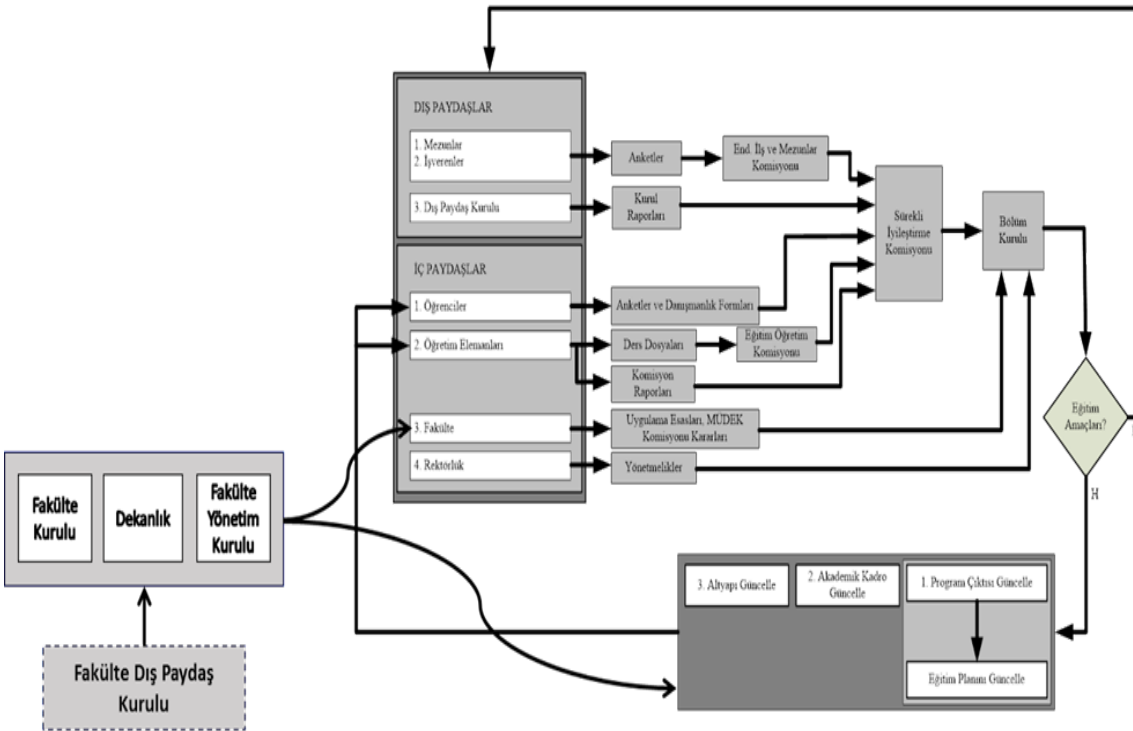 DIŞ PAYDAŞLAR
1. Mezunlar
2. İşverenler
3. Dış Paydaş Kurulu
Anketler
End. İlş ve Mezunlar
Komisyonu
Kurul
Raporları
Sürekli
İyileştirme
Komisyonu
Bölüm
Kurulu
İÇ PAYDAŞLAR
1. Öğrenciler
Anketler ve Danışmanlık Formları
2. Öğretim Elemanları
Ders Dosyaları
Eğitim Öğretim
Komisyonu
Komisyon
Raporları
3. Fakülte
Uygulama Esasları, MÜDEK
Komisyonu Kararları
4. Rektörlük
Yönetmelikler
Eğitim
Amaçları?
H
Fakülte
Kurulu
Dekanlık
Fakülte
Yönetim
Kurulu
Fakülte Dış Paydaş
Kurulu
3. Altyapı Güncelle
2. Akademik Kadro
Güncelle
1. Program Çıktısı Güncelle
Eğitim Planını Güncelle